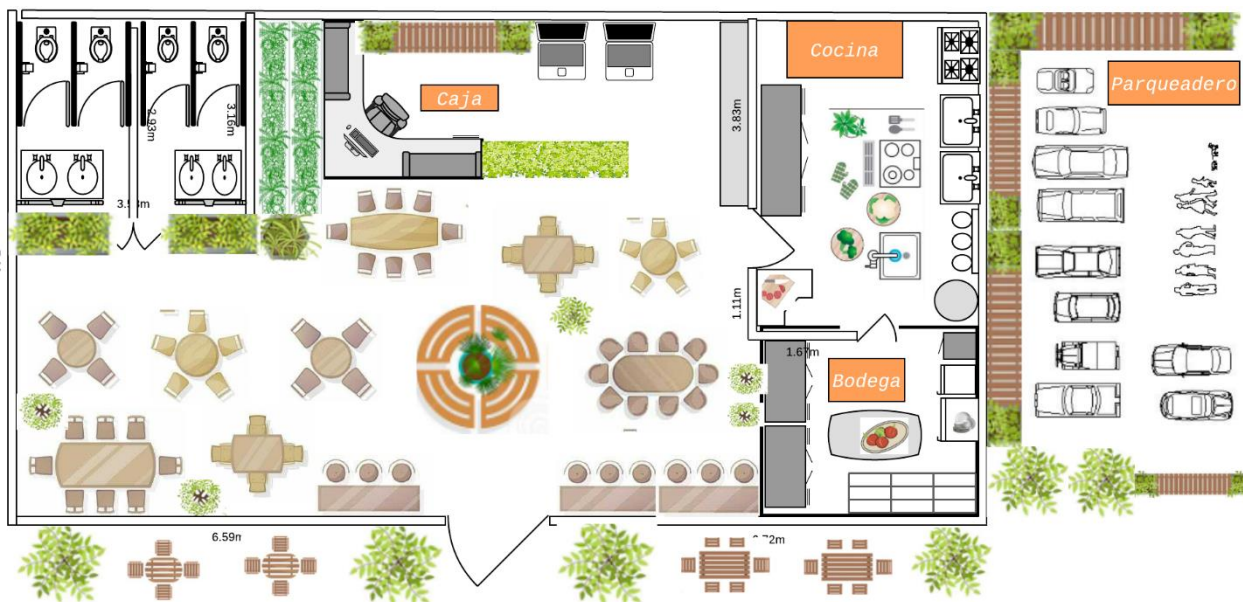 Cocina
Parqueadero
Caja
2.93m
3.16m
3.83m
1.11m
1.67m
Bodega
6.59m